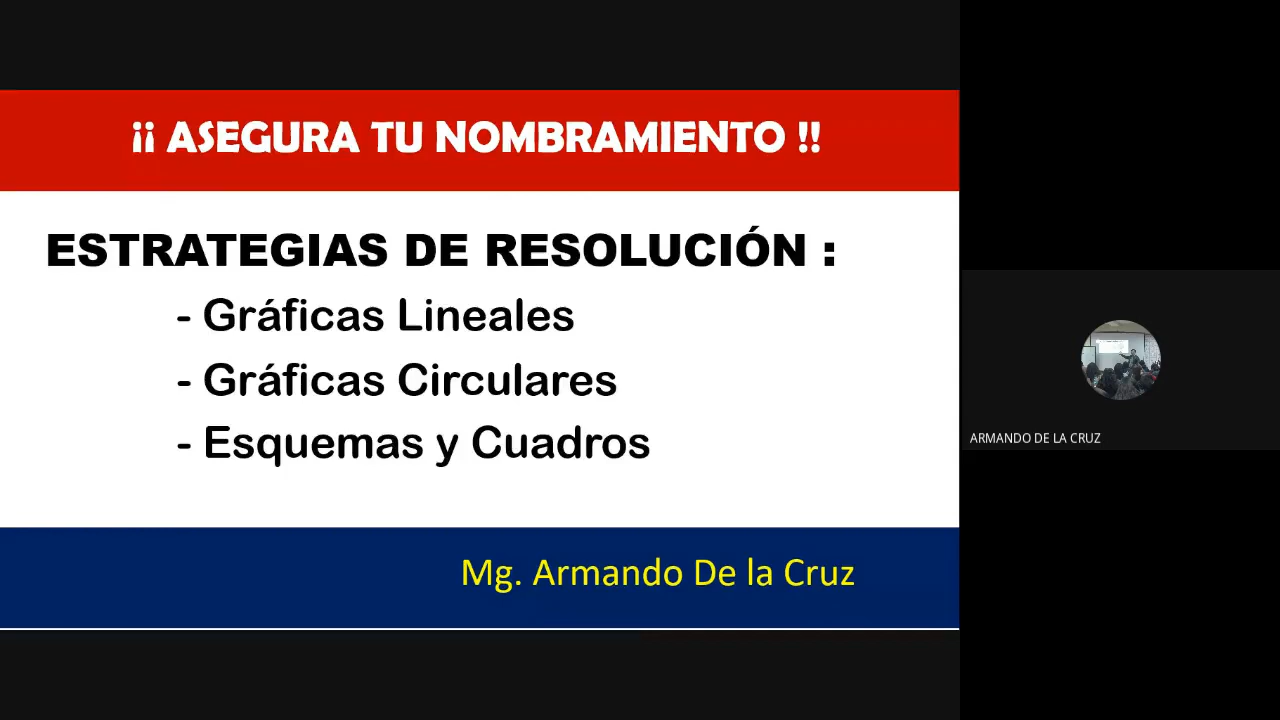 ¡¡ ASEGURA TU NOMBRAMIENTO !!
ESTRATEGIAS DE RESOLUCIÓN :
- Gráficas Lineales
- Gráficas Circulares
- Esquemas y Cuadros
Mg. Armando De la Cruz
ARMANDO DE LA CRUZ